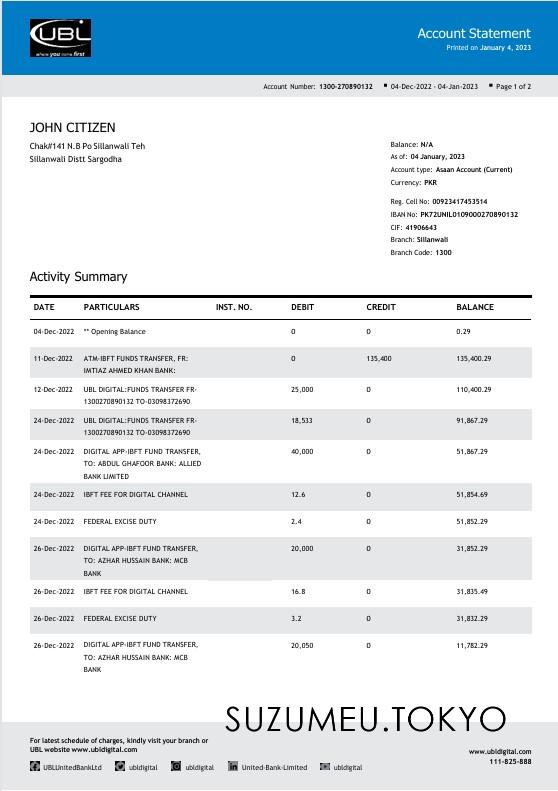 UBL
where you come first
Account Statement
Printed on January 4, 2023
Account Number: 1300-270890132 ■ 04-Dec-2022 - 04-Jan-2023 ■ Page 1 of 2
JOHN CITIZEN
Chak#141 N.B Po Sillanwali Teh
Sillanwali Distt Sargodha
Balance: N/A
As of: 04 January, 2023
Account type: Asaan Account (Current)
Currency: PKR
Reg. Cell No: 00923417453514
IBAN No: PK72UNIL0109000270890132
CIF: 41906643
Branch: Sillanwali
Branch Code: 1300
Activity Summary
DATE PARTICULARS INST. NO. DEBIT CREDIT BALANCE
04-Dec-2022 ** Opening Balance 0 0 0.29
11-Dec-2022 ATM-IBFT FUNDS TRANSFER, FR: 0 135,400 135,400.29
IMTIAZ AHMED KHAN BANK:
12-Dec-2022 UBL DIGITAL:FUNDS TRANSFER FR- 25,000 0 110,400.29
1300270890132 TO-03098372690
24-Dec-2022 UBL DIGITAL:FUNDS TRANSFER FR- 18,533 0 91,867.29
1300270890132 TO-03098372690
24-Dec-2022 DIGITAL APP-IBFT FUND TRANSFER, 40,000 0 51,867.29
TO: ABDUL GHAFOOR BANK: ALLIED
BANK LIMITED
24-Dec-2022 IBFT FEE FOR DIGITAL CHANNEL 12.6 0 51,854.69
24-Dec-2022 FEDERAL EXCISE DUTY 2.4 0 51,852.29
26-Dec-2022 DIGITAL APP-IBFT FUND TRANSFER, 20,000 0 31,852.29
TO: AZHAR HUSSAIN BANK: MCB
BANK
26-Dec-2022 IBFT FEE FOR DIGITAL CHANNEL 16.8 0 31,835.49
26-Dec-2022 FEDERAL EXCISE DUTY 3.2 0 31,832.29
26-Dec-2022 DIGITAL APP-IBFT FUND TRANSFER, 20,050 0 11,782.29
TO: AZHAR HUSSAIN BANK: MCB
BANK
SUZUMEU.TOKYO
For latest schedule of charges, kindly visit your branch or
UBL website www.ubldigital.com
www.ubldigital.com
111-825-888
UBLUnitedBankLtd ubldigital ubldigital United-Bank-Limited ubldigital